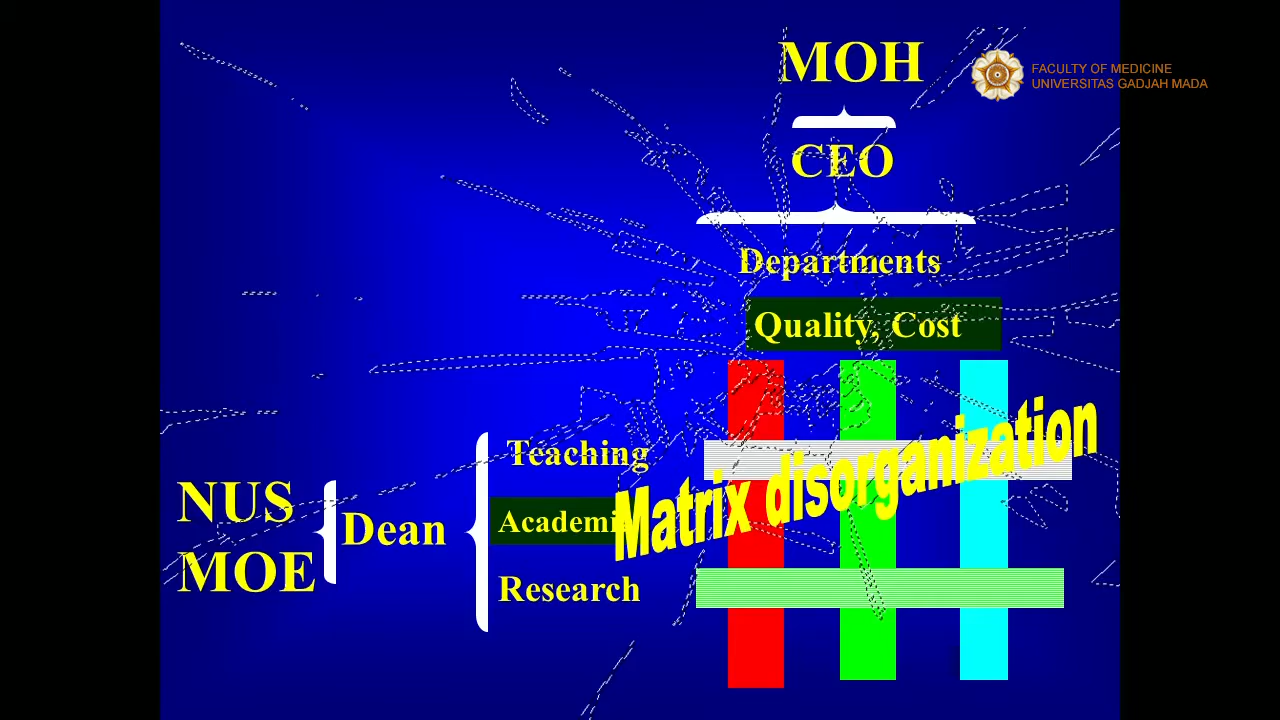 MOH
FACULTY OF MEDICINE
UNIVERSITAS GADJAH MADA
CEO
Departments
Quality, Cost
Matrix disorganization
Teaching
NUS
MOE
Dean
Research